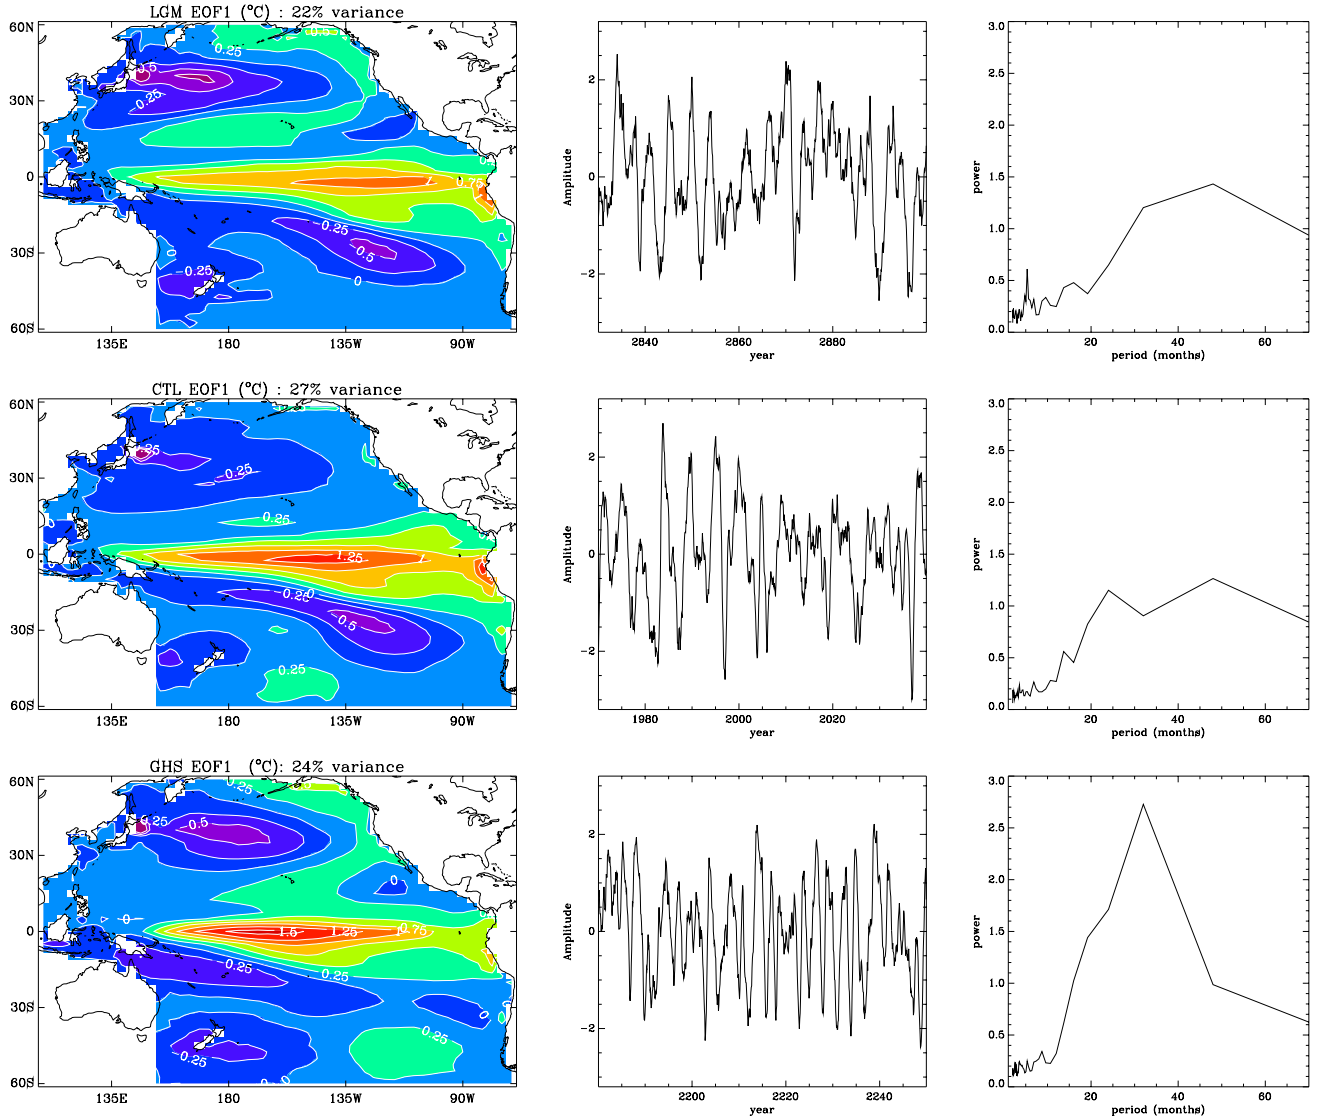 LGM EOF1 (°C) : 22% variance
60N
30N
0
30S
60S
135E 180 135W 90W
0.25
0.5
-0.25
1
0.75
-0.25
-0.5
0
0
-0.25
Amplitude
2
0
-2
2840 2860 2880
year
power
3.0
2.5
2.0
1.5
1.0
0.5
0.0
20 40 60
period (months)
CTL EOF1 (°C) : 27% variance
60N
30N
0
30S
60S
135E 180 135W 90W
-0.25
0.25
1.25
1
-0.25
0
-0.5
0.25
Amplitude
2
0
-2
1980 2000 2020
year
power
3.0
2.5
2.0
1.5
1.0
0.5
0.0
20 40 60
period (months)
GHS EOF1 (°C): 24% variance
60N
30N
0
30S
60S
135E 180 135W 90W
0.25
0.25
-0.5
0
0
1.5
1.25
1
0.75
-0.25
0.25
0
0.25
-0.25
0
Amplitude
2
0
-2
2200 2220 2240
year
power
3.0
2.5
2.0
1.5
1.0
0.5
0.0
20 40 60
period (months)